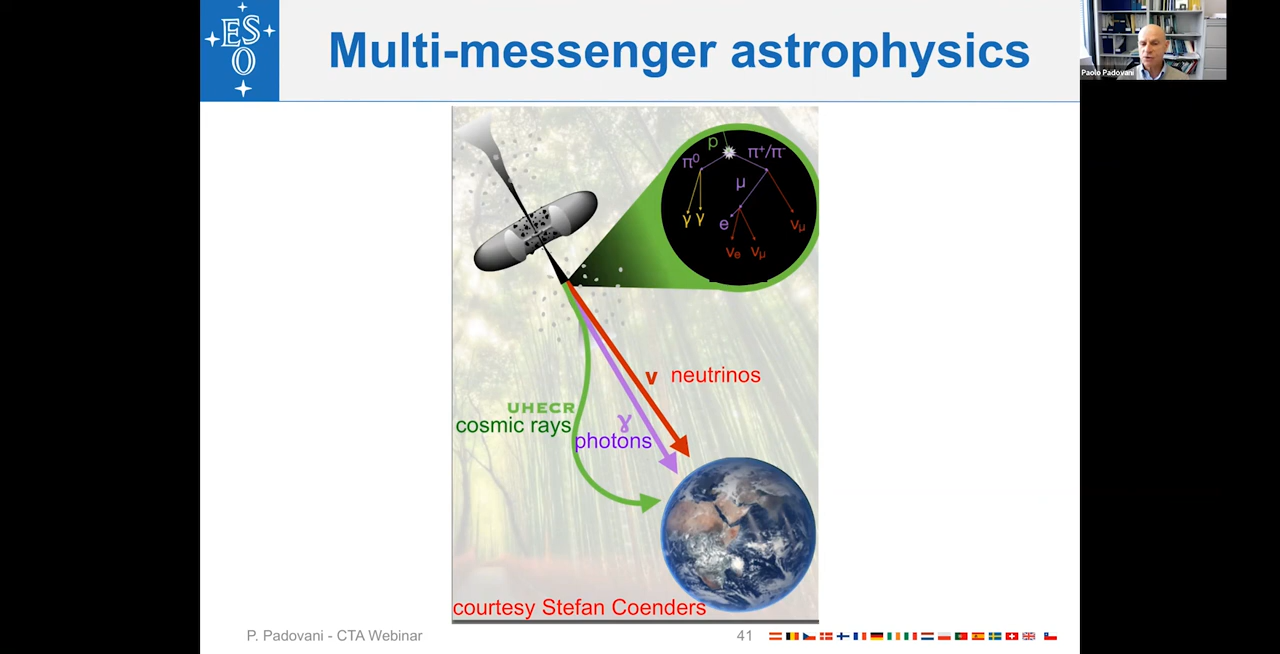 ES
O
Multi-messenger astrophysics
Paolo Padovani
p
π⁰
π⁺/π⁻
μ
γ γ
e
νμ
νe νμ
ν neutrinos
UHECR
cosmic rays
γ
photons
courtesy Stefan Coenders
P. Padovani - CTA Webinar
41